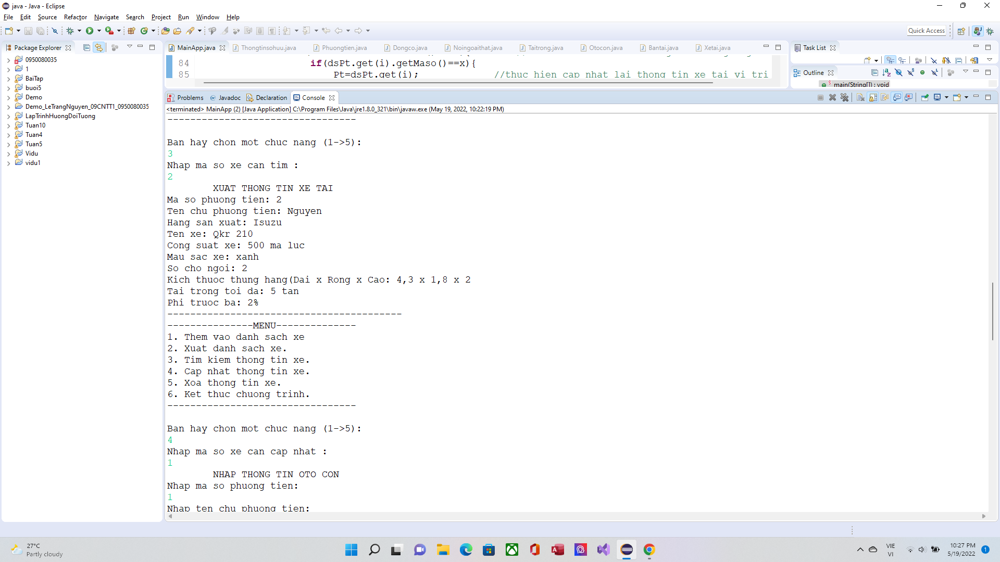 java - Java - Eclipse
File Edit Source Refactor Navigate Search Project Run Window Help
Quick Access
Package Explorer
0950080035
1
BaiTap
buoi5
Demo
Demo_LeTrangNguyen_09CNTT1_0950080035
LapTrinhHuongDoiTuong
Tuan10
Tuan4
Tuan5
Vidu
vidu1
MainApp.java Thongtinsohuu.java Phuongtien.java Dongco.java Noingoaithat.java Taitrong.java Otocon.java Bantai.java Xetai.java
84 if(dsPt.get(i).getMaso()==x){
85 Pt=dsPt.get(i); //thuc hien cap nhat lai thong tin xe tai vi tri
Task List
Outline
main(String[]) : void
Problems @ Javadoc Declaration Console
<terminated> MainApp (2) [Java Application] C:\Program Files\Java\jre1.8.0_321\bin\javaw.exe (May 19, 2022, 10:22:19 PM)
---------------------------------
Ban hay chon mot chuc nang (1->5):
3
Nhap ma so xe can tim :
2
XUAT THONG TIN XE TAI
Ma so phuong tien: 2
Ten chu phuong tien: Nguyen
Hang san xuat: Isuzu
Ten xe: Qkr 210
Cong suat xe: 500 ma luc
Mau sac xe: xanh
So cho ngoi: 2
Kich thuoc thung hang(Dai x Rong x Cao: 4,3 x 1,8 x 2
Tai trong toi da: 5 tan
Phi truoc ba: 2%
-----------------------------------------
---------------MENU--------------
1. Them vao danh sach xe
2. Xuat danh sach xe.
3. Tim kiem thong tin xe.
4. Cap nhat thong tin xe.
5. Xoa thong tin xe.
6. Ket thuc chuong trinh.
---------------------------------
Ban hay chon mot chuc nang (1->5):
4
Nhap ma so xe can cap nhat :
1
NHAP THONG TIN OTO CON
Nhap ma so phuong tien:
1
Nhap ten chu phuong tien:
27°C
Partly cloudy
VIE
VI
10:27 PM
5/19/2022
1